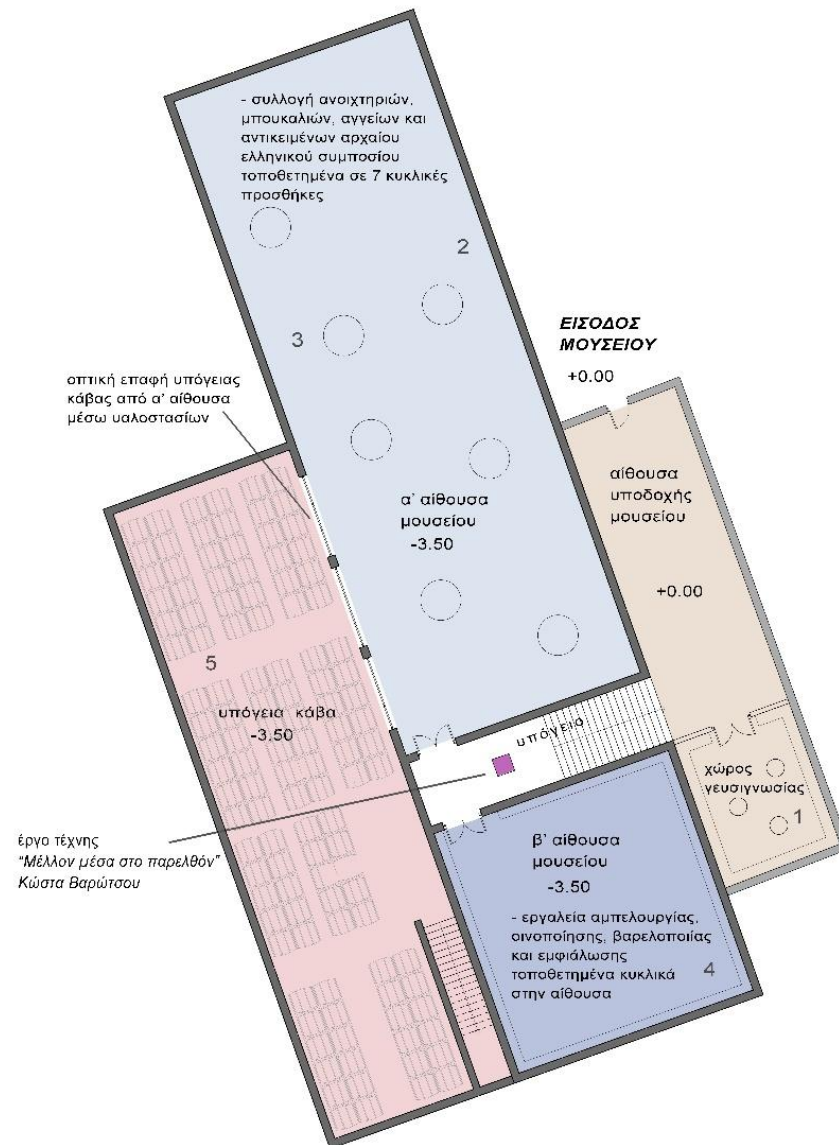 - συλλογή ανοιχτηριών,
μπουκαλιών, αγγείων και
αντικειμένων αρχαίου
ελληνικού συμποσίου
τοποθετημένα σε 7 κυκλικές
προσθήκες
2
3
ΕΙΣΟΔΟΣ
ΜΟΥΣΕΙΟΥ
+0.00
οπτική επαφή υπόγειας
κάβας από α' αίθουσα
μέσω υαλοστασίων
α' αίθουσα
μουσείου
-3.50
αίθουσα
υποδοχής
μουσείου
+0.00
5
υπόγεια κάβα
-3.50
υπόγειο
χώρος
γευσιγνωσίας
1
έργο τέχνης
“Μέλλον μέσα στο παρελθόν”
Κώστα Βαρώτσου
β' αίθουσα
μουσείου
-3.50
- εργαλεία αμπελουργίας,
οινοποίησης, βαρελοποιίας
και εμφιάλωσης
τοποθετημένα κυκλικά
στην αίθουσα
4